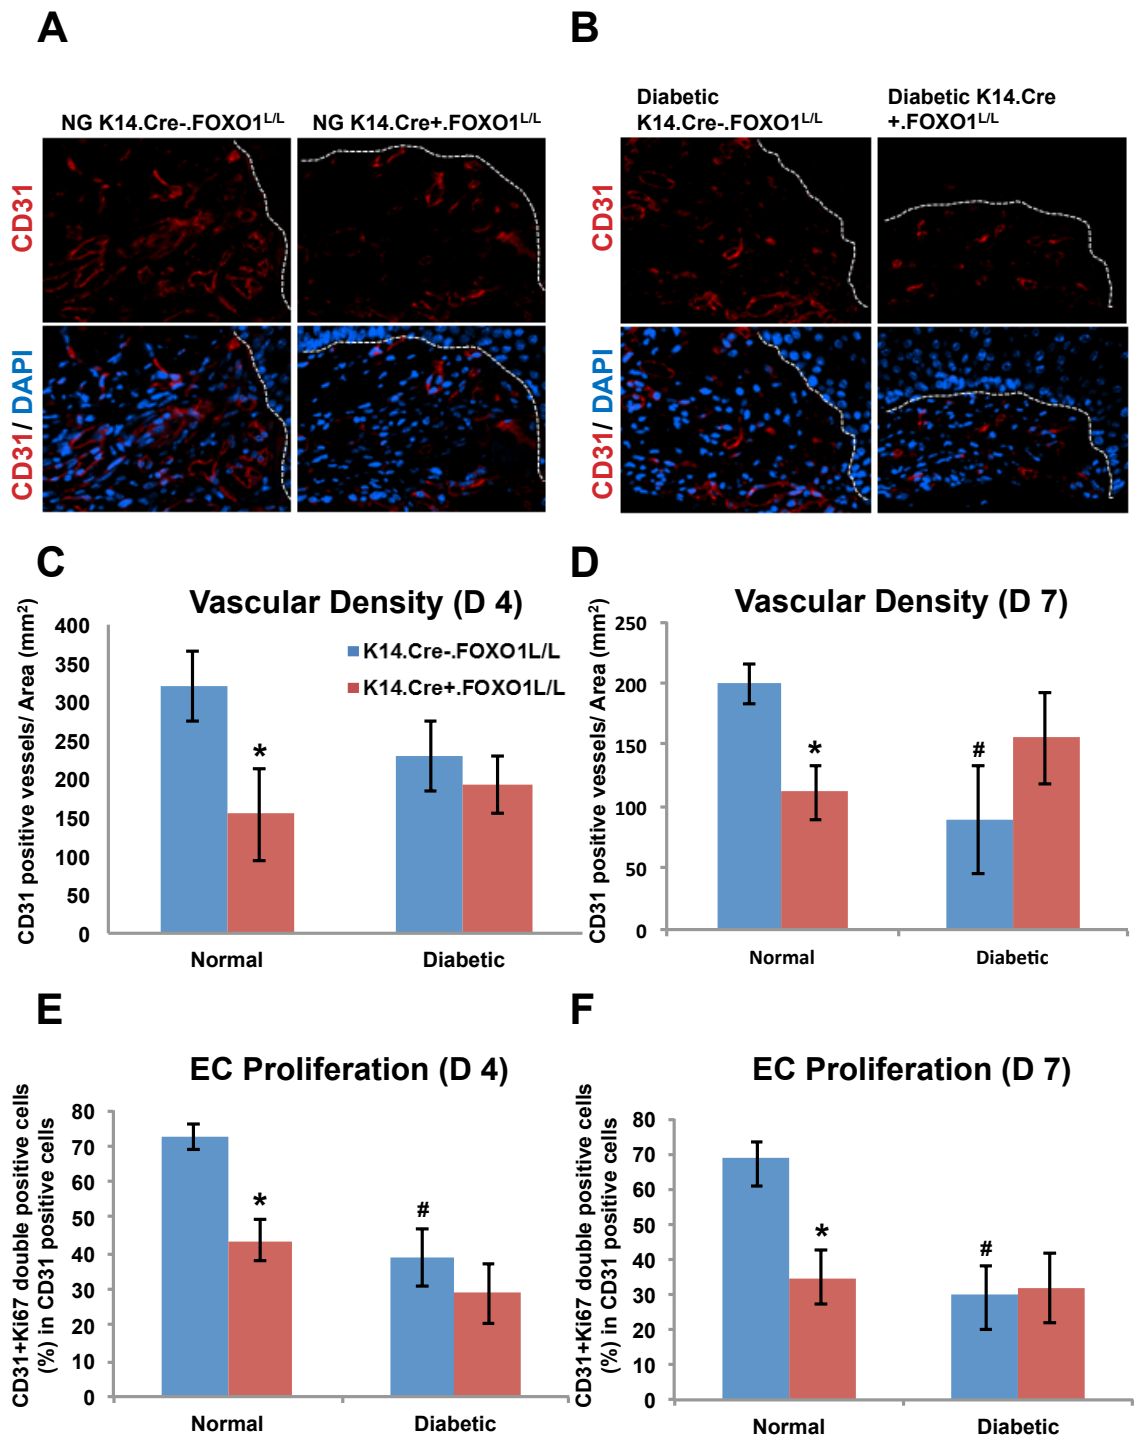 A
B
NG K14.Cre-.FOXO1L/L
NG K14.Cre+.FOXO1L/L
Diabetic
K14.Cre-.FOXO1L/L
Diabetic K14.Cre
+.FOXO1L/L
CD31
CD31
CD31/ DAPI
CD31/ DAPI
C
Vascular Density (D 4)
CD31 positive vessels/ Area (mm²)
400
350
300
250
200
150
100
50
0
K14.Cre-.FOXO1L/L
K14.Cre+.FOXO1L/L
*
Normal
Diabetic
D
Vascular Density (D 7)
CD31 positive vessels/ Area (mm²)
250
200
150
100
50
0
*
#
Normal
Diabetic
E
EC Proliferation (D 4)
CD31+Ki67 double positive cells
(%) in CD31 positive cells
80
70
60
50
40
30
20
10
0
*
#
Normal
Diabetic
F
EC Proliferation (D 7)
CD31+Ki67 double positive cells
(%) in CD31 positive cells
80
70
60
50
40
30
20
10
0
*
#
Normal
Diabetic